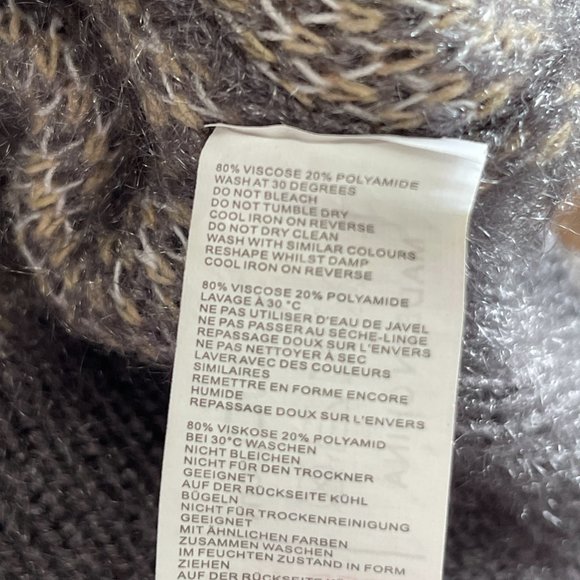 80% VISCOSE 20% POLYAMIDE
WASH AT 30 DEGREES
DO NOT BLEACH
DO NOT TUMBLE DRY
COOL IRON ON REVERSE
DO NOT DRY CLEAN
WASH WITH SIMILAR COLOURS
RESHAPE WHILST DAMP
COOL IRON ON REVERSE
80% VISCOSE 20% POLYAMIDE
LAVAGE À 30 °C
NE PAS UTILISER D'EAU DE JAVEL
NE PAS PASSER AU SÈCHE-LINGE
REPASSAGE DOUX SUR L'ENVERS
NE PAS NETTOYER À SEC
LAVER AVEC DES COULEURS
SIMILAIRES
REMETTRE EN FORME ENCORE
HUMIDE
REPASSAGE DOUX SUR L'ENVERS
80% VISKOSE 20% POLYAMID
BEI 30°C WASCHEN
NICHT BLEICHEN
NICHT FÜR DEN TROCKNER
GEEIGNET
AUF DER RÜCKSEITE KÜHL
BÜGELN
NICHT FÜR TROCKENREINIGUNG
GEEIGNET
MIT ÄHNLICHEN FARBEN
ZUSAMMEN WASCHEN
IM FEUCHTEN ZUSTAND IN FORM
ZIEHEN
AUF DER RÜCKSEITE KÜHL